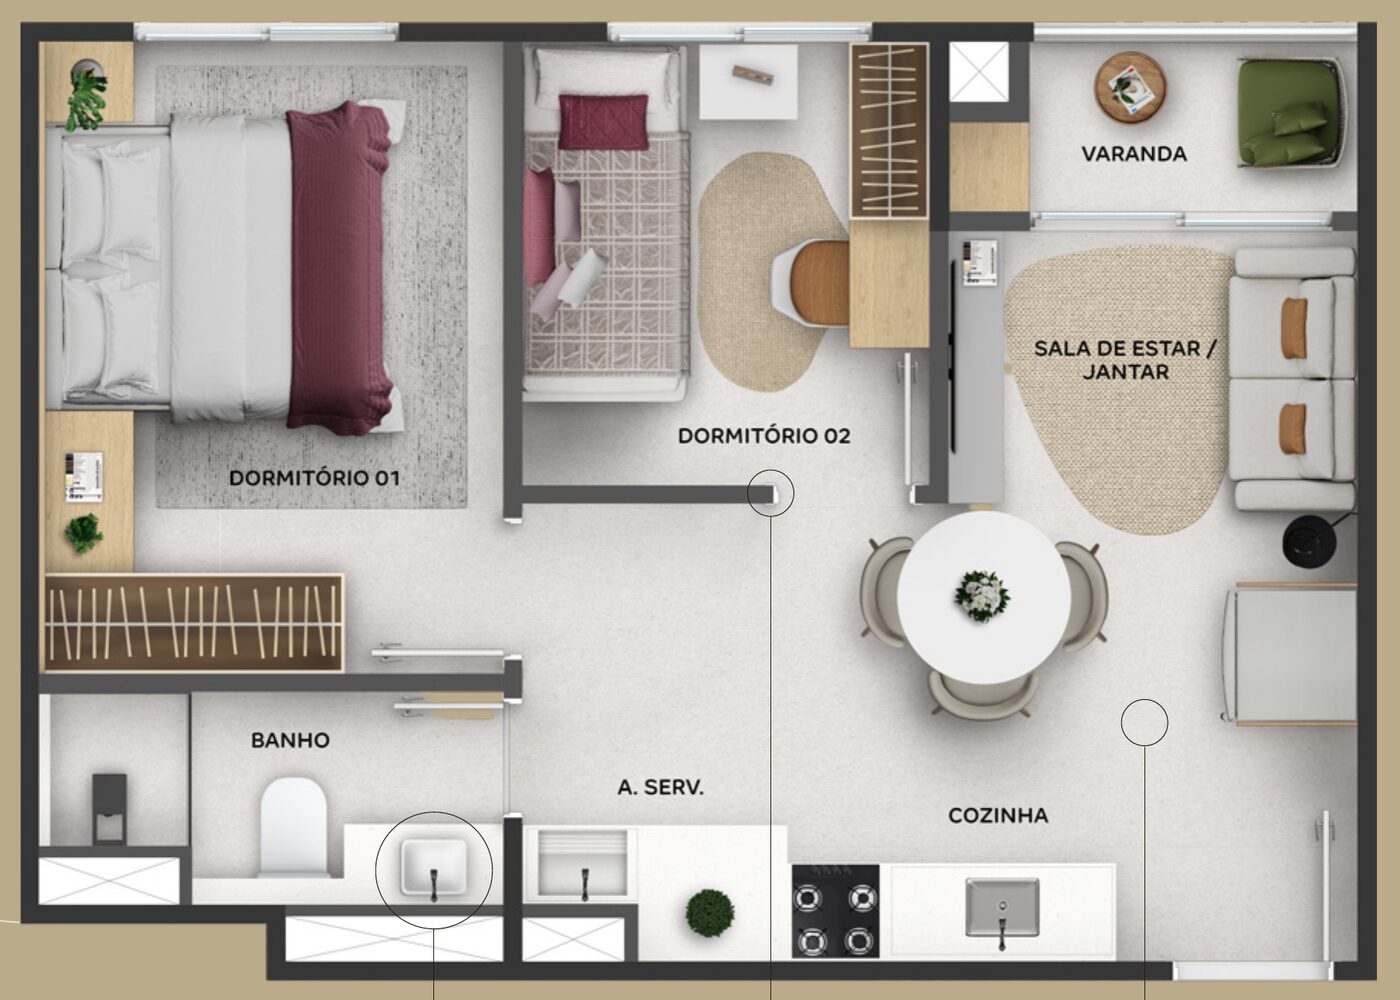 VARANDA
SALA DE ESTAR /
JANTAR
DORMITÓRIO 02
DORMITÓRIO 01
BANHO
A. SERV.
COZINHA